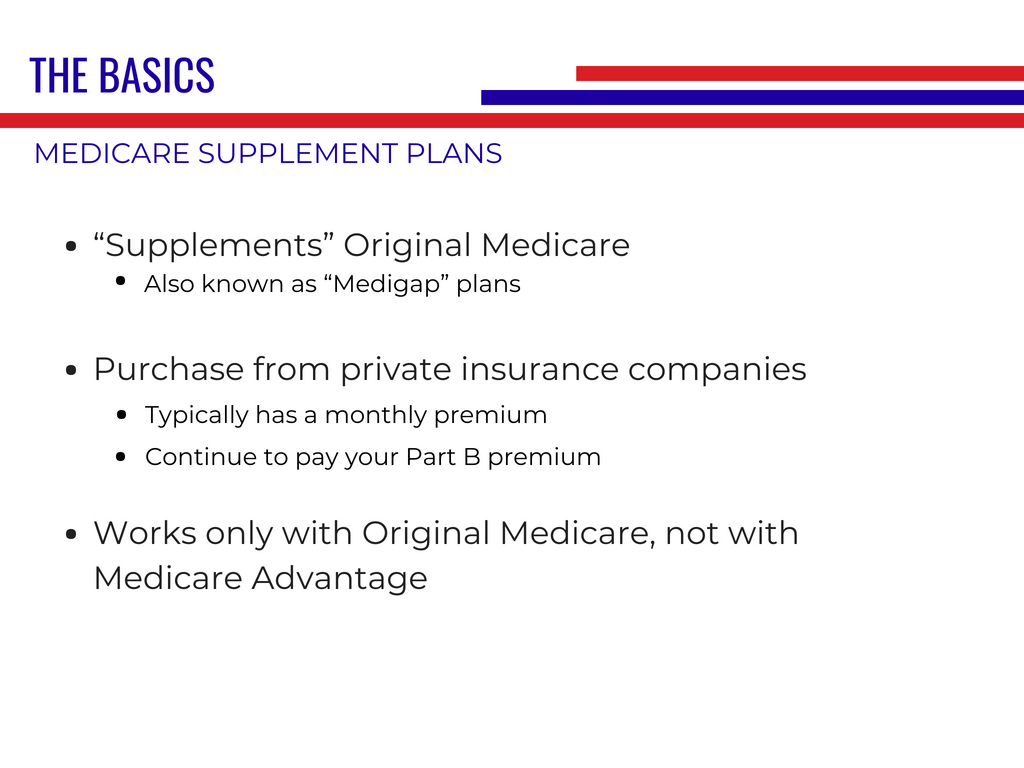 THE BASICS
MEDICARE SUPPLEMENT PLANS
• “Supplements” Original Medicare
• Also known as “Medigap” plans
• Purchase from private insurance companies
• Typically has a monthly premium
• Continue to pay your Part B premium
• Works only with Original Medicare, not with
Medicare Advantage